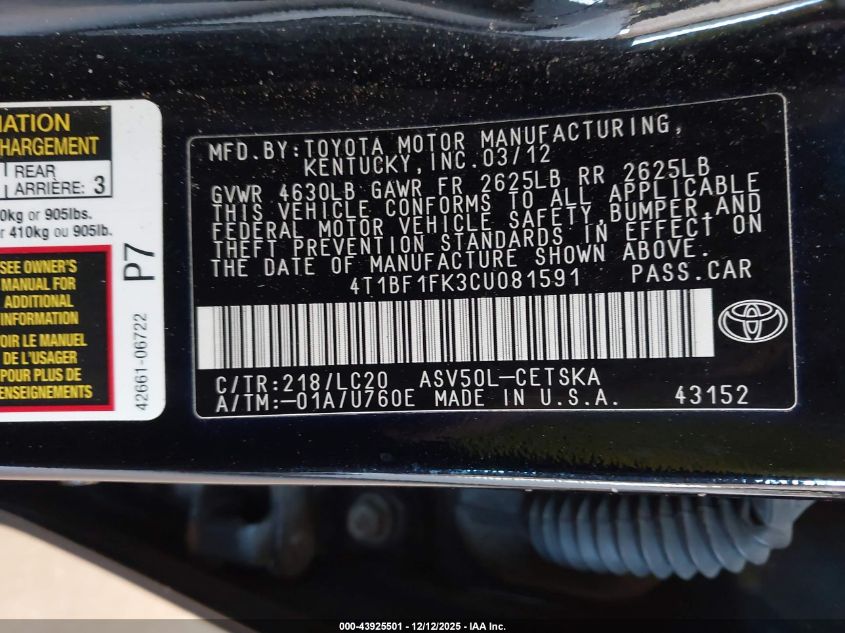 MATION
CHARGEMENT
REAR
ARRIÈRE: 3
0kg or 905lbs.
r 410kg ou 905lb.
SEE OWNER'S
MANUAL FOR
ADDITIONAL
INFORMATION
VOIR LE MANUEL
DE L'USAGER
POUR PLUS DE
RENSEIGNEMENTS
P7
42661-06722
MFD. BY: TOYOTA MOTOR MANUFACTURING,
KENTUCKY, INC. 03/12
GVWR 4630LB GAWR FR 2625LB RR 2625LB
THIS VEHICLE CONFORMS TO ALL APPLICABLE
FEDERAL MOTOR VEHICLE SAFETY, BUMPER, AND
THEFT PREVENTION STANDARDS IN EFFECT ON
THE DATE OF MANUFACTURE SHOWN ABOVE.
4T1BF1FK3CU081591 PASS. CAR
C/TR: 218/LC20 ASV50L-CETSKA
A/TM: -01A/U760E MADE IN U.S.A. 43152
000-43925501 - 12/12/2025 - IAA Inc.